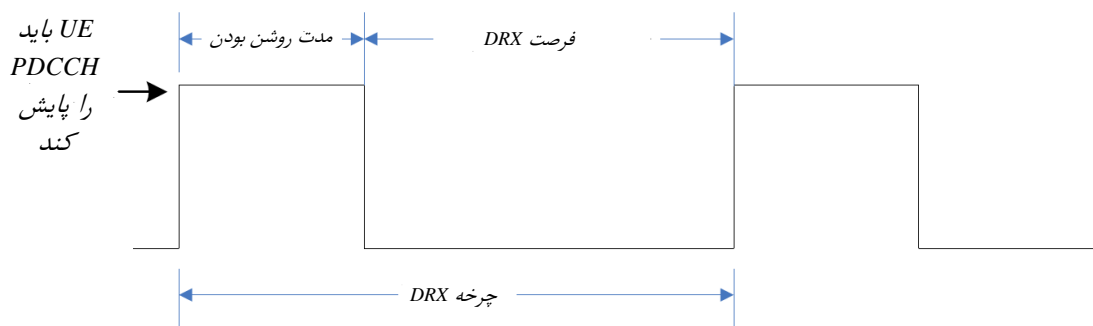 UE باید
PDCCH
را پایش
کند
مدت روشن بودن
فرصت DRX
چرخه DRX